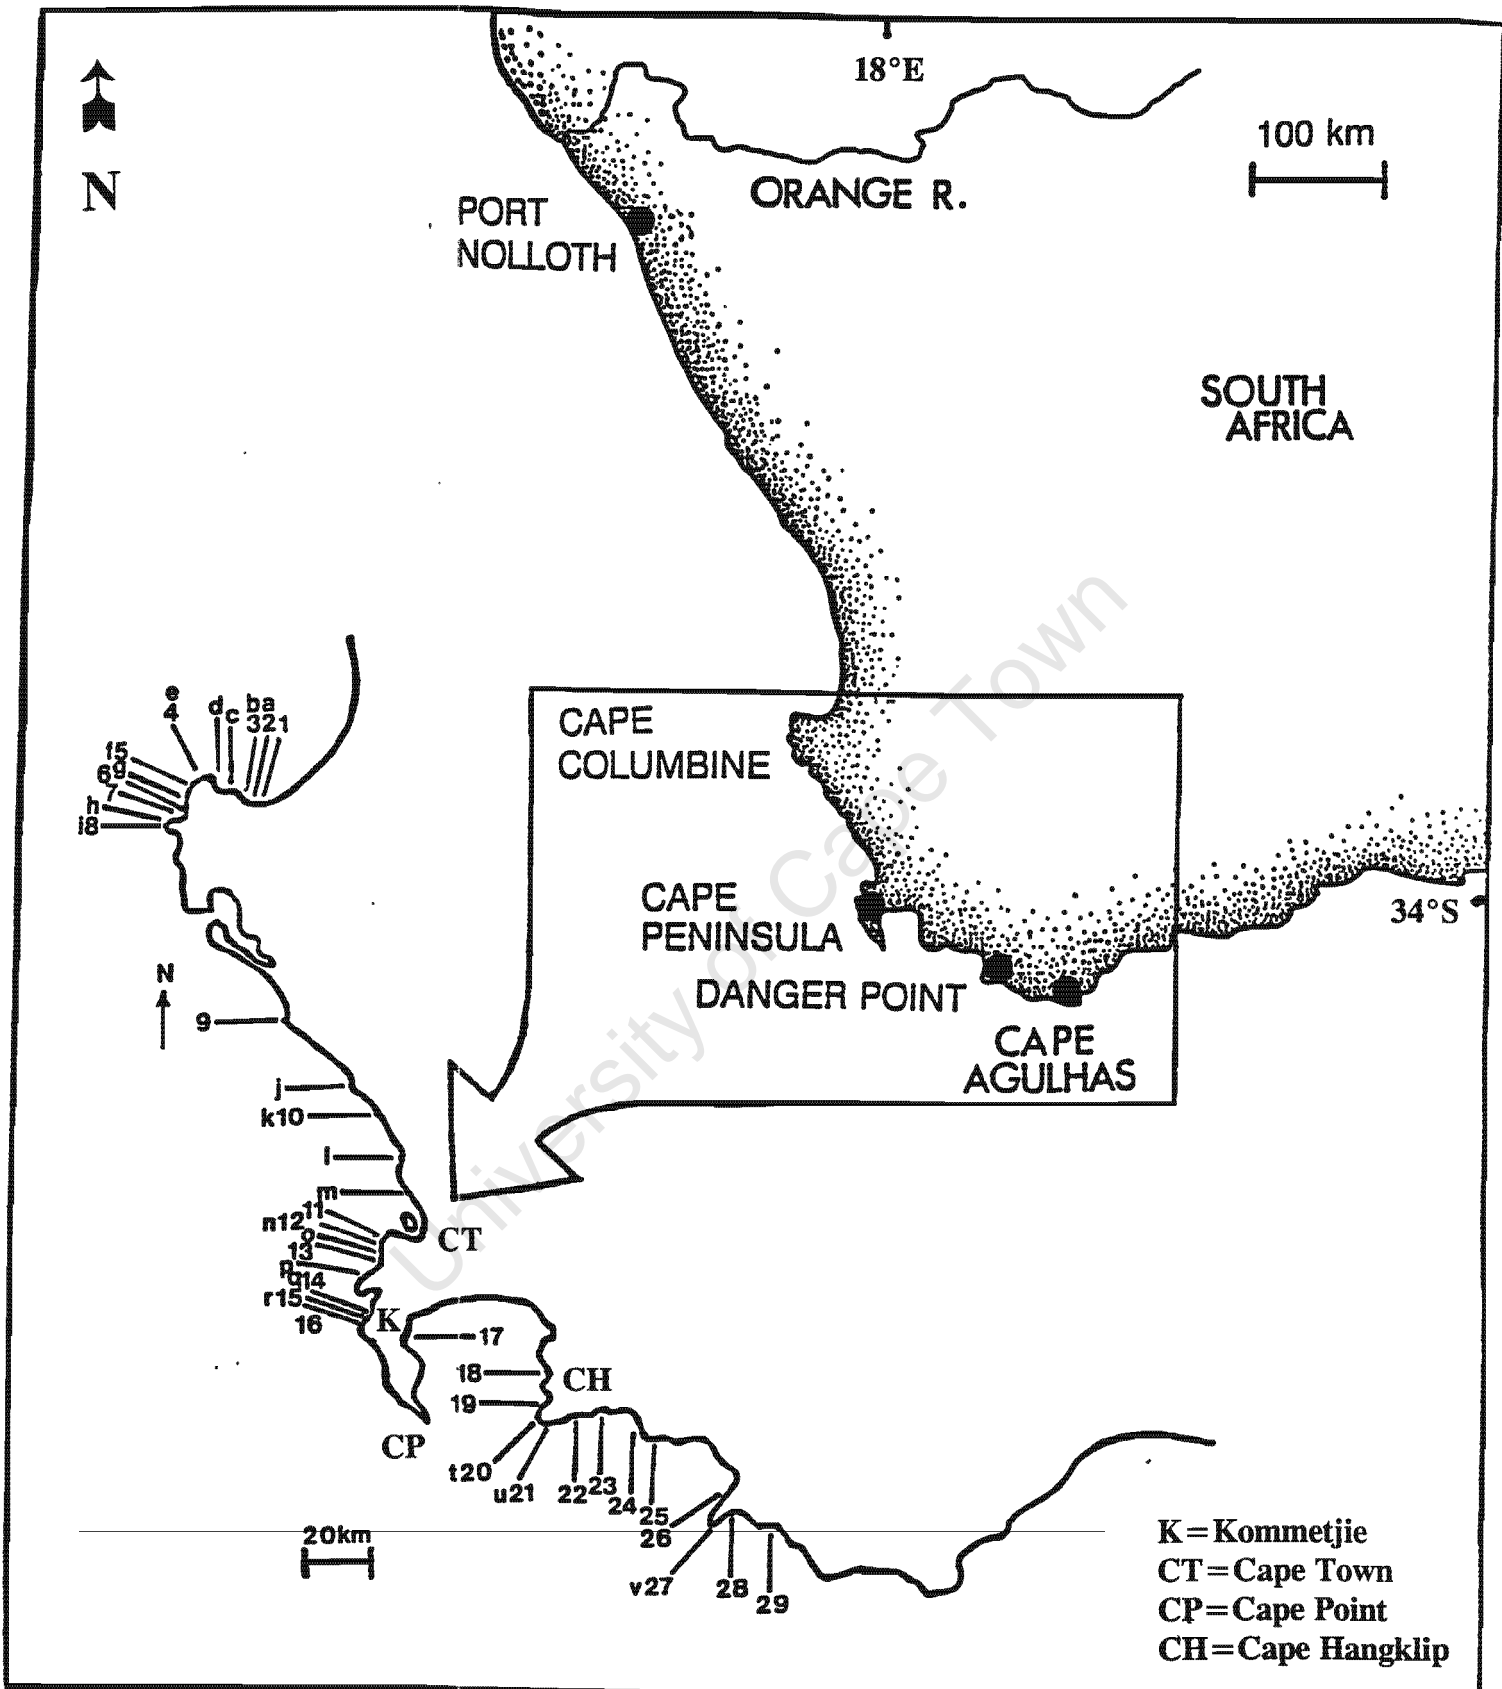 18°E
100 km
N
ORANGE R.
PORT
NOLLOTH
SOUTH
AFRICA
e
4
d
c
ba
321
f5
6g
7
h
i8
CAPE
COLUMBINE
CAPE
PENINSULA
34°S
DANGER POINT
CAPE
AGULHAS
N
9
j
k10
l
m
11
n12
o
13
p
q14
r15
16
CT
K
17
18
CH
19
CP
t20
u21
22
23
24
25
26
v27
28
29
20km
K=Kommetjie
CT=Cape Town
CP=Cape Point
CH=Cape Hangklip
University of Cape Town